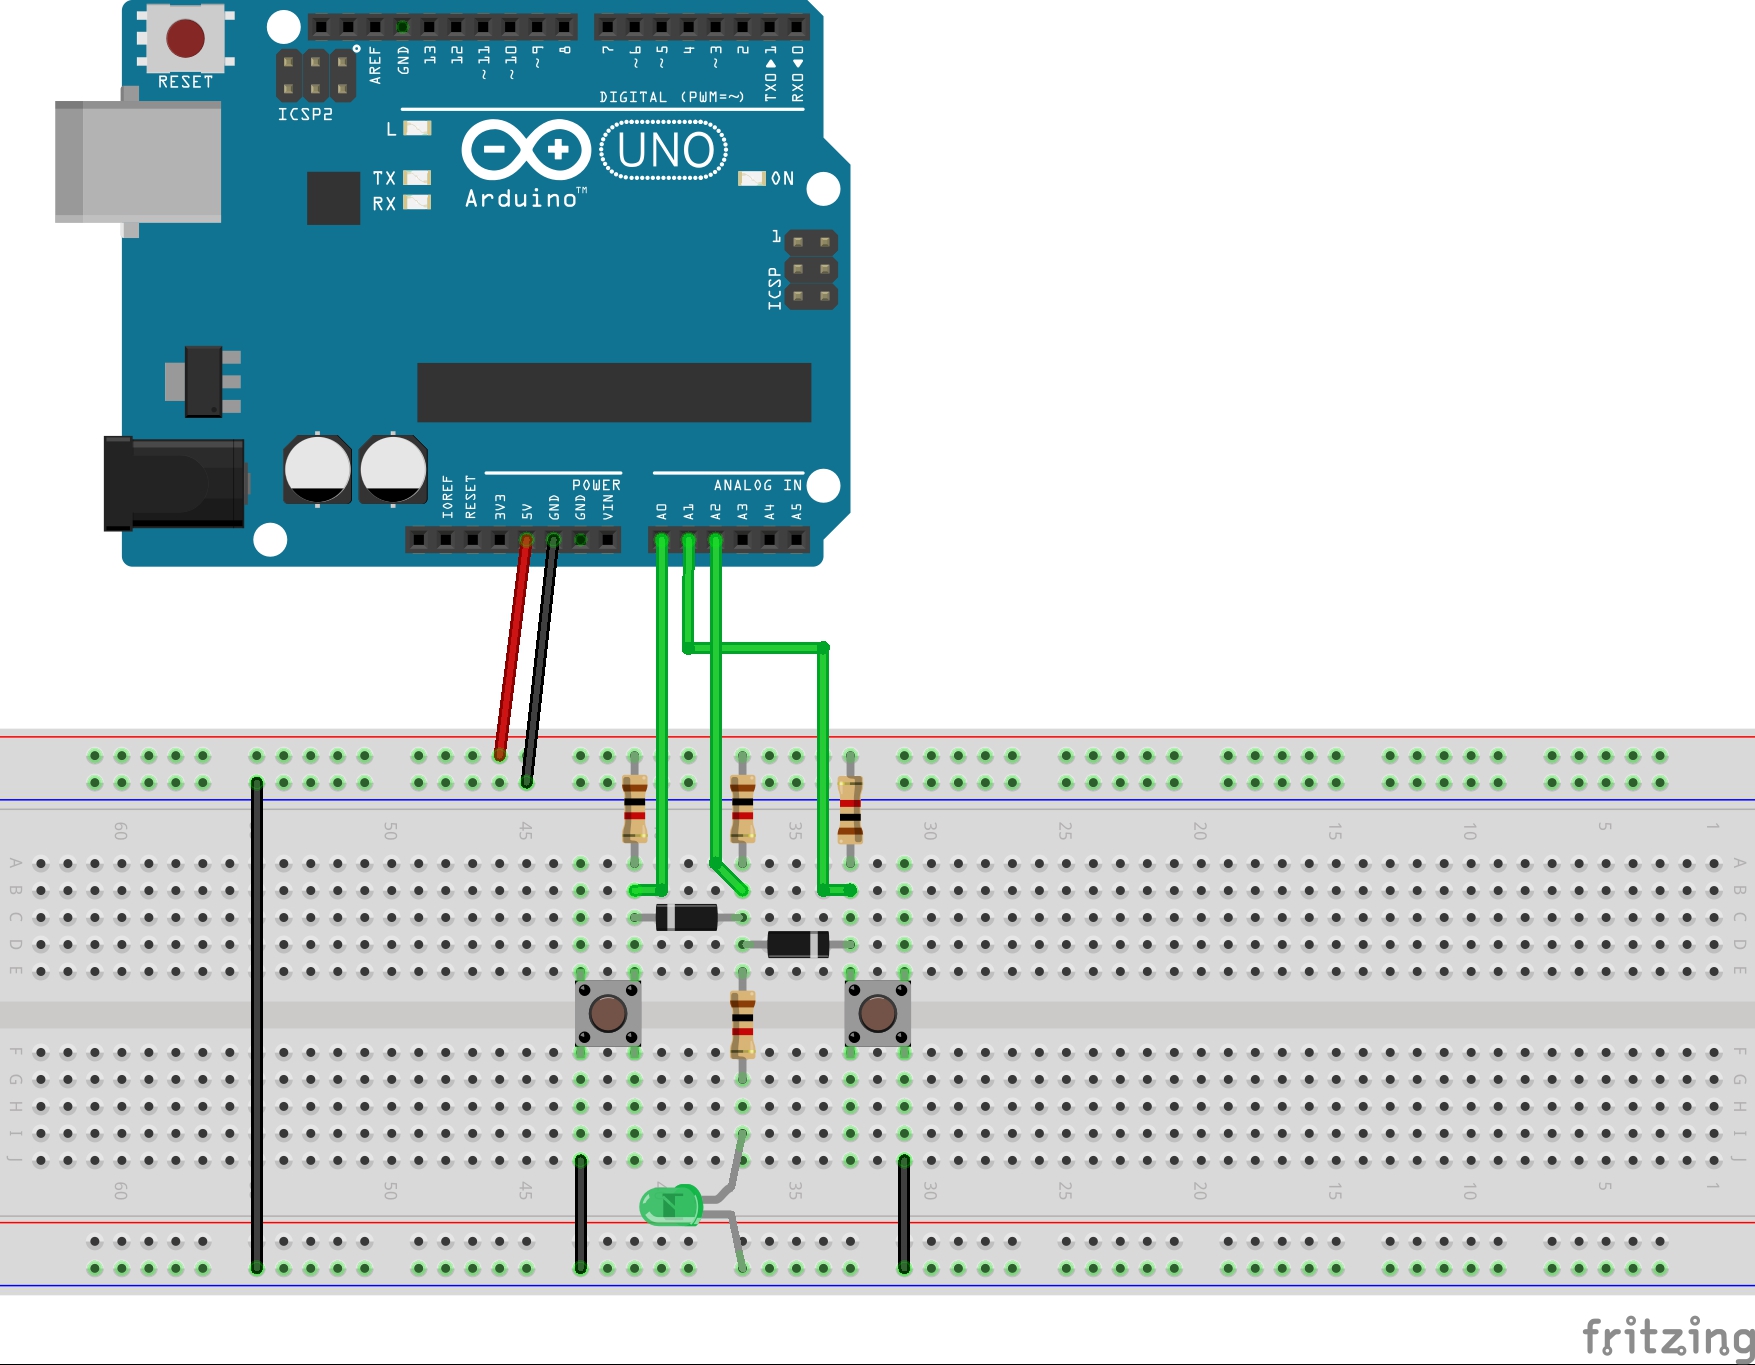 RESET
ICSP2
AREF
GND
13
12
~11
~10
~9
8
7
~6
~5
4
~3
2
TX0▶1
RX0◀0
DIGITAL (PWM=~)
L
TX
RX
Arduino™
UNO
ON
1
ICSP
POWER
ANALOG IN
IOREF
RESET
3V3
5V
GND
GND
VIN
A0
A1
A2
A3
A4
A5
60 50 45 35 30 25 20 15 10 5 1
A A
B B
C C
D D
E E
F F
G G
H H
I I
J J
60 50 45 35 30 25 20 15 10 5 1
fritzing